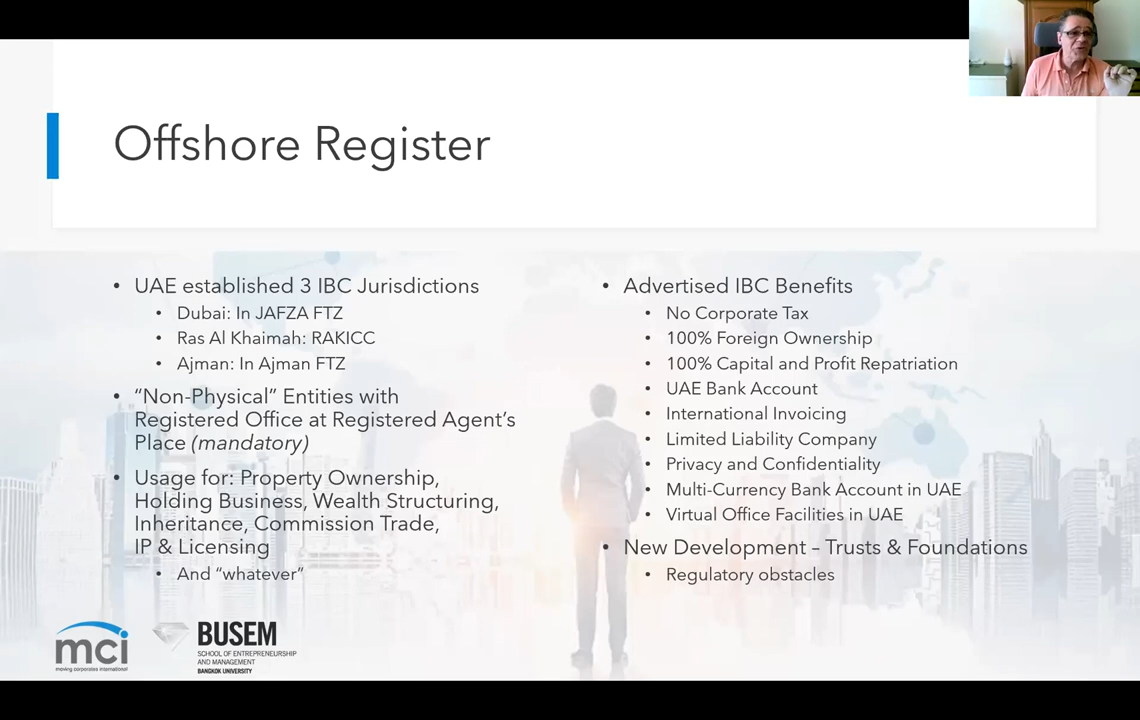 Offshore Register
• UAE established 3 IBC Jurisdictions
• Dubai: In JAFZA FTZ
• Ras Al Khaimah: RAKICC
• Ajman: In Ajman FTZ
• “Non-Physical” Entities with
Registered Office at Registered Agent’s
Place (mandatory)
• Usage for: Property Ownership,
Holding Business, Wealth Structuring,
Inheritance, Commission Trade,
IP & Licensing
• And “whatever”
• Advertised IBC Benefits
• No Corporate Tax
• 100% Foreign Ownership
• 100% Capital and Profit Repatriation
• UAE Bank Account
• International Invoicing
• Limited Liability Company
• Privacy and Confidentiality
• Multi-Currency Bank Account in UAE
• Virtual Office Facilities in UAE
• New Development – Trusts & Foundations
• Regulatory obstacles
mci
moving corporates international
BUSEM
SCHOOL OF ENTREPRENEURSHIP
AND MANAGEMENT
BANGKOK UNIVERSITY